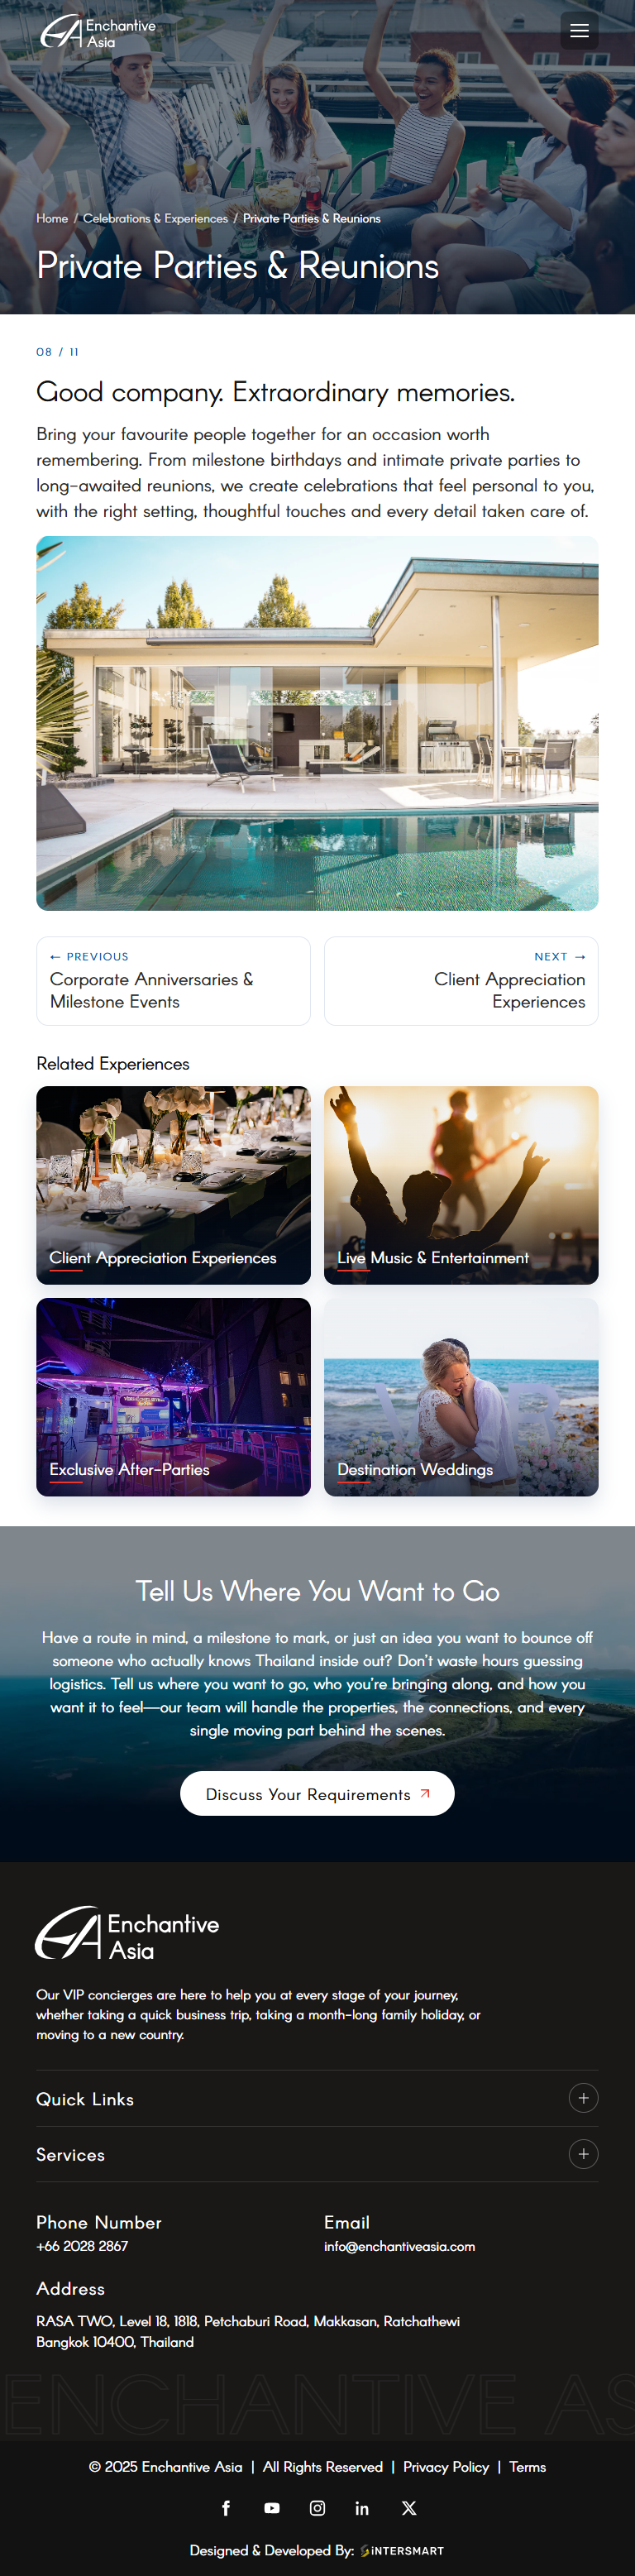 Enchantive
Asia
Home / Celebrations & Experiences / Private Parties & Reunions
Private Parties & Reunions
08 / 11
Good company. Extraordinary memories.
Bring your favourite people together for an occasion worth
remembering. From milestone birthdays and intimate private parties to
long-awaited reunions, we create celebrations that feel personal to you,
with the right setting, thoughtful touches and every detail taken care of.
← PREVIOUS
Corporate Anniversaries &
Milestone Events
NEXT →
Client Appreciation
Experiences
Related Experiences
Client Appreciation Experiences
Live Music & Entertainment
Exclusive After-Parties
Destination Weddings
Tell Us Where You Want to Go
Have a route in mind, a milestone to mark, or just an idea you want to bounce off
someone who actually knows Thailand inside out? Don't waste hours guessing
logistics. Tell us where you want to go, who you're bringing along, and how you
want it to feel—our team will handle the properties, the connections, and every
single moving part behind the scenes.
Discuss Your Requirements
Enchantive
Asia
Our VIP concierges are here to help you at every stage of your journey,
whether taking a quick business trip, taking a month-long family holiday, or
moving to a new country.
Quick Links
Services
Phone Number
+66 2028 2867
Email
info@enchantiveasia.com
Address
RASA TWO, Level 18, 1818, Petchaburi Road, Makkasan, Ratchathewi
Bangkok 10400, Thailand
ENCHANTIVE AS
© 2025 Enchantive Asia | All Rights Reserved | Privacy Policy | Terms
Designed & Developed By: iNTERSMART